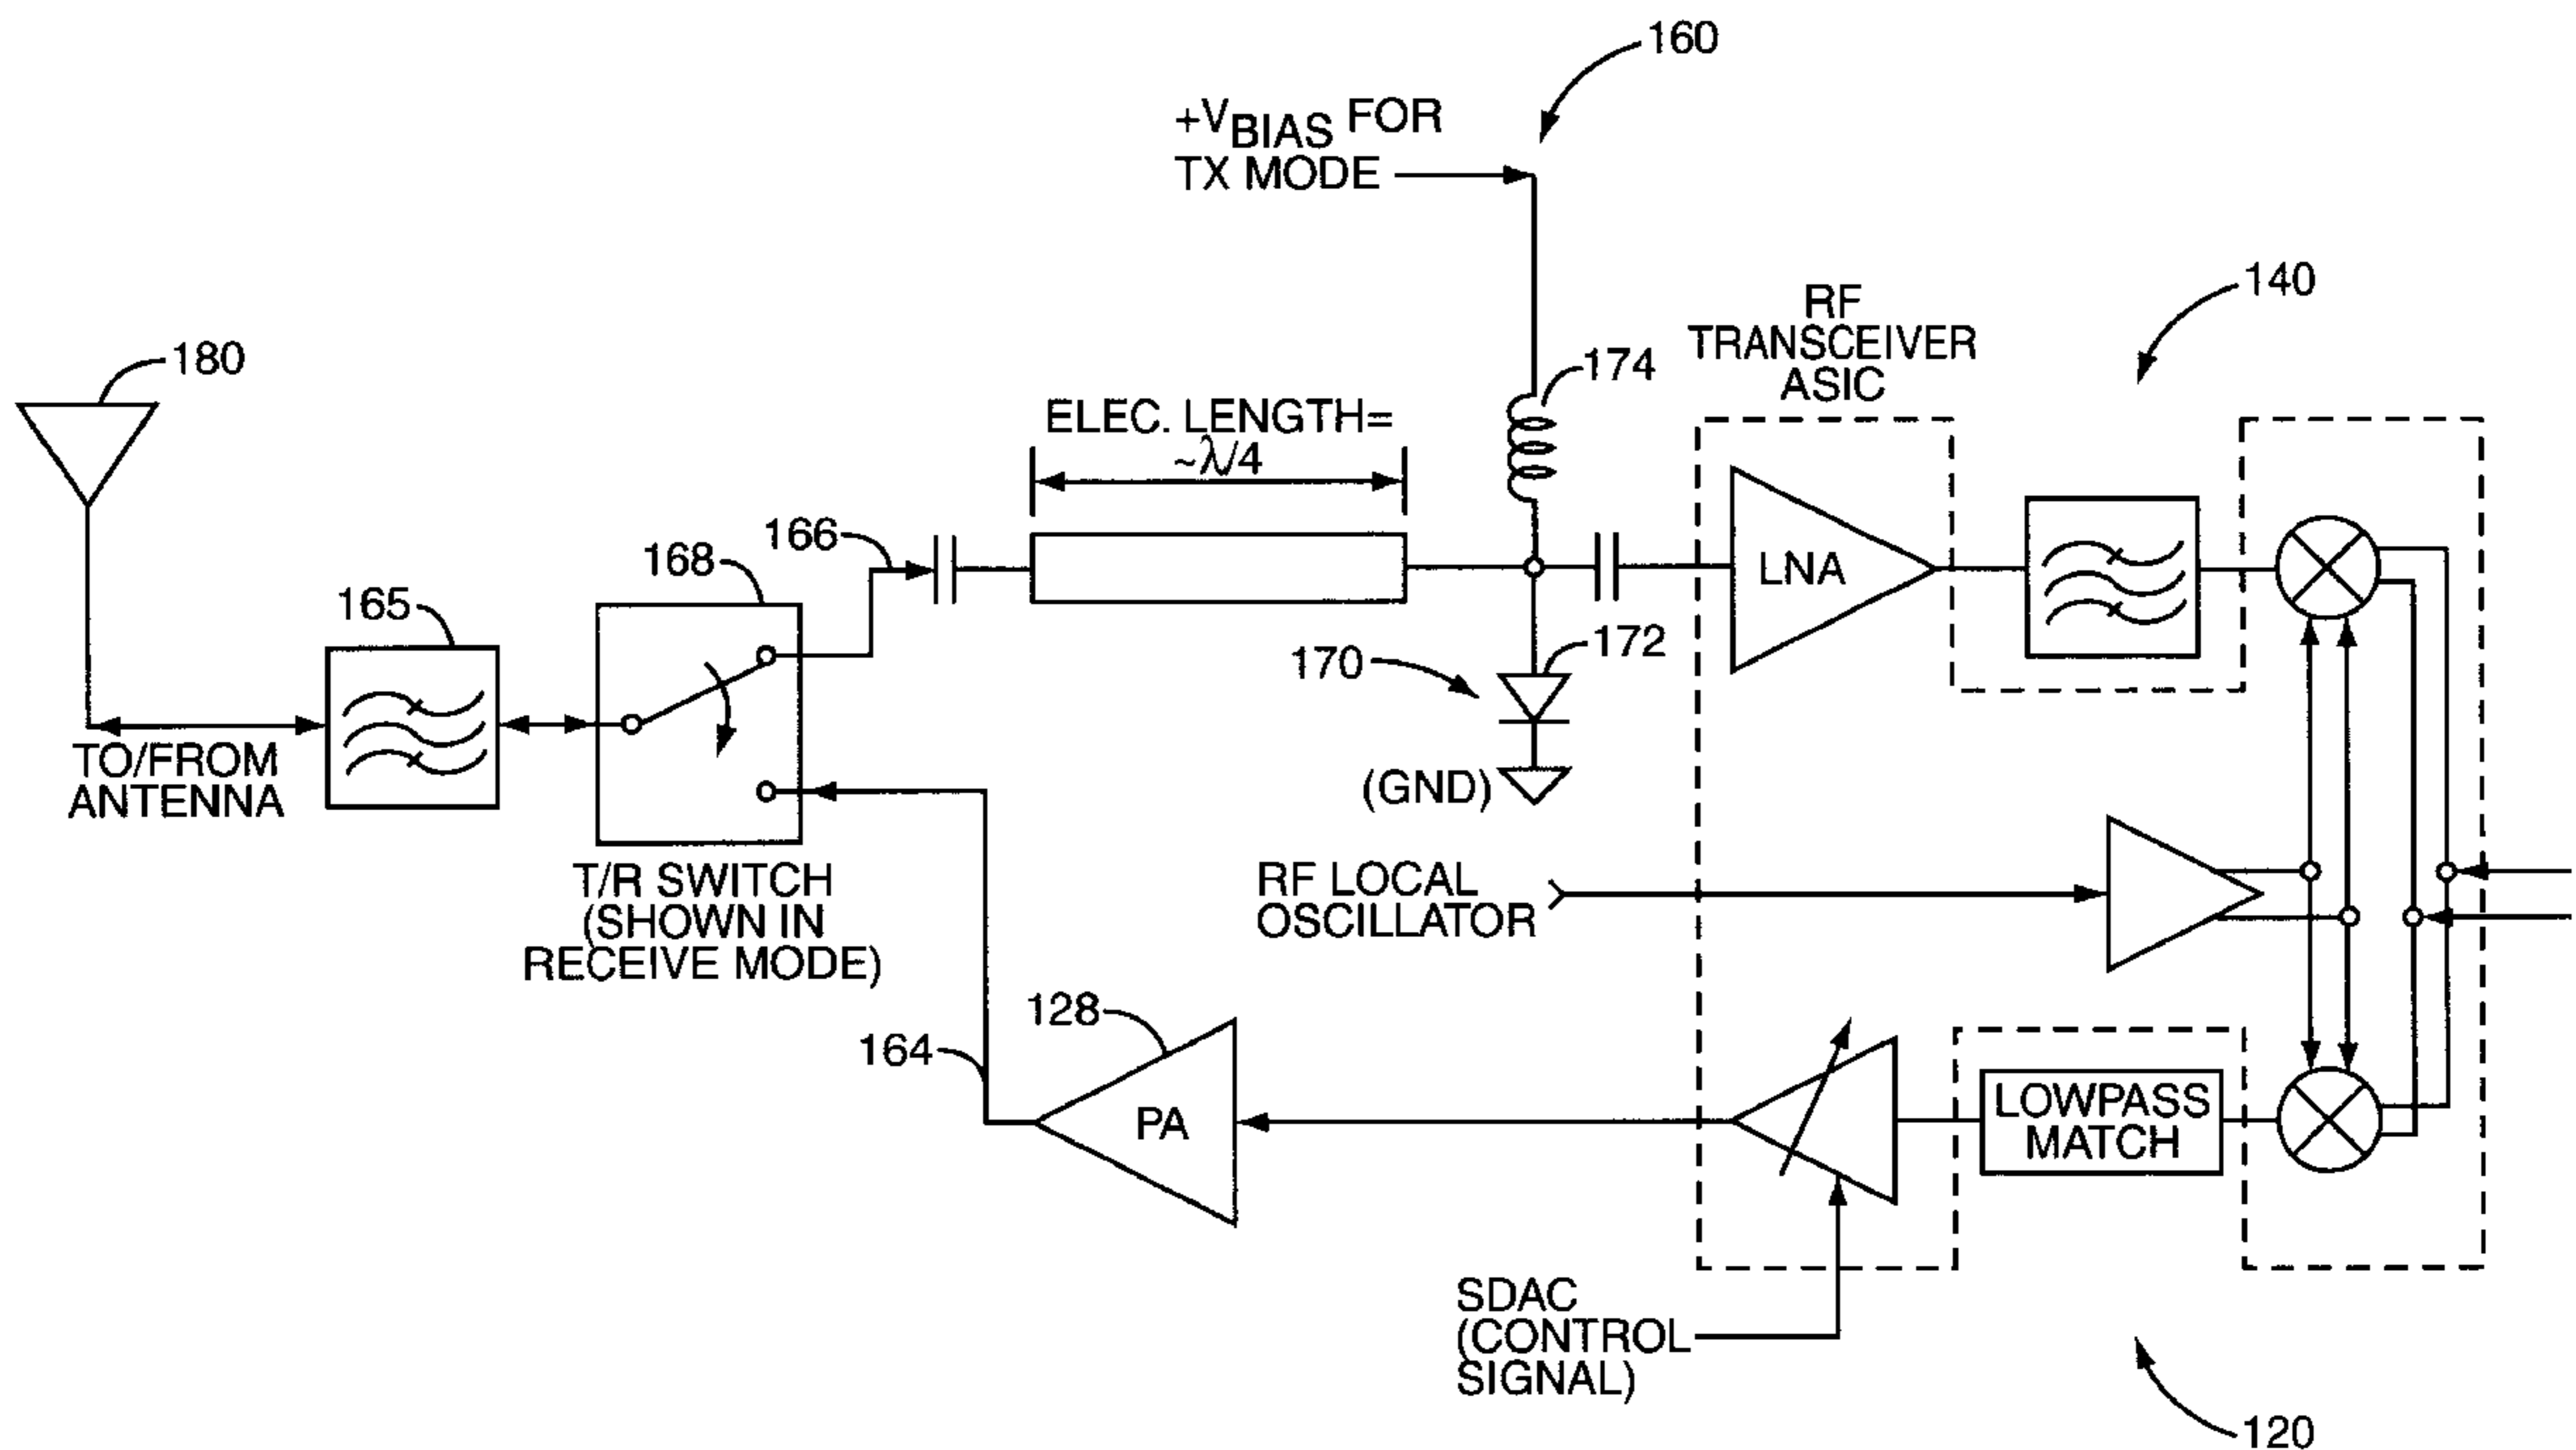 160
+VBIAS FOR
TX MODE
140
RF
TRANSCEIVER
ASIC
180
174
ELEC. LENGTH=
~λ/4
166
168
165
LNA
172
170
TO/FROM
ANTENNA
(GND)
T/R SWITCH
(SHOWN IN
RECEIVE MODE)
RF LOCAL
OSCILLATOR
128
164
PA
LOWPASS
MATCH
SDAC
(CONTROL
SIGNAL)
120